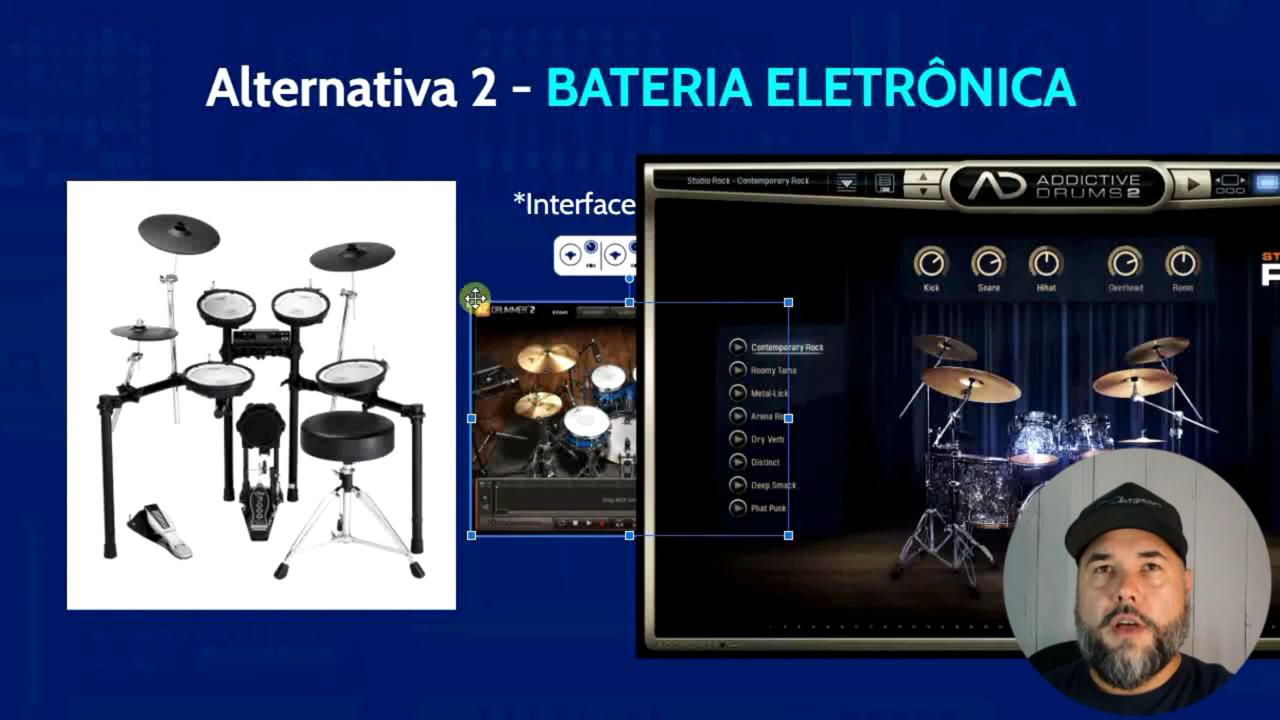 Alternativa 2 - BATERIA ELETRÔNICA
*Interface
Studio Rock - Contemporary Rock
ADDICTIVE
DRUMS 2
Kick
Snare
Hihat
Overhead
Room
DRUMMER 2
Contemporary Rock
Roomy Tama
Metal-Lick
Arena
Dry Verb
Distinct
Deep Smack
Phat Punk